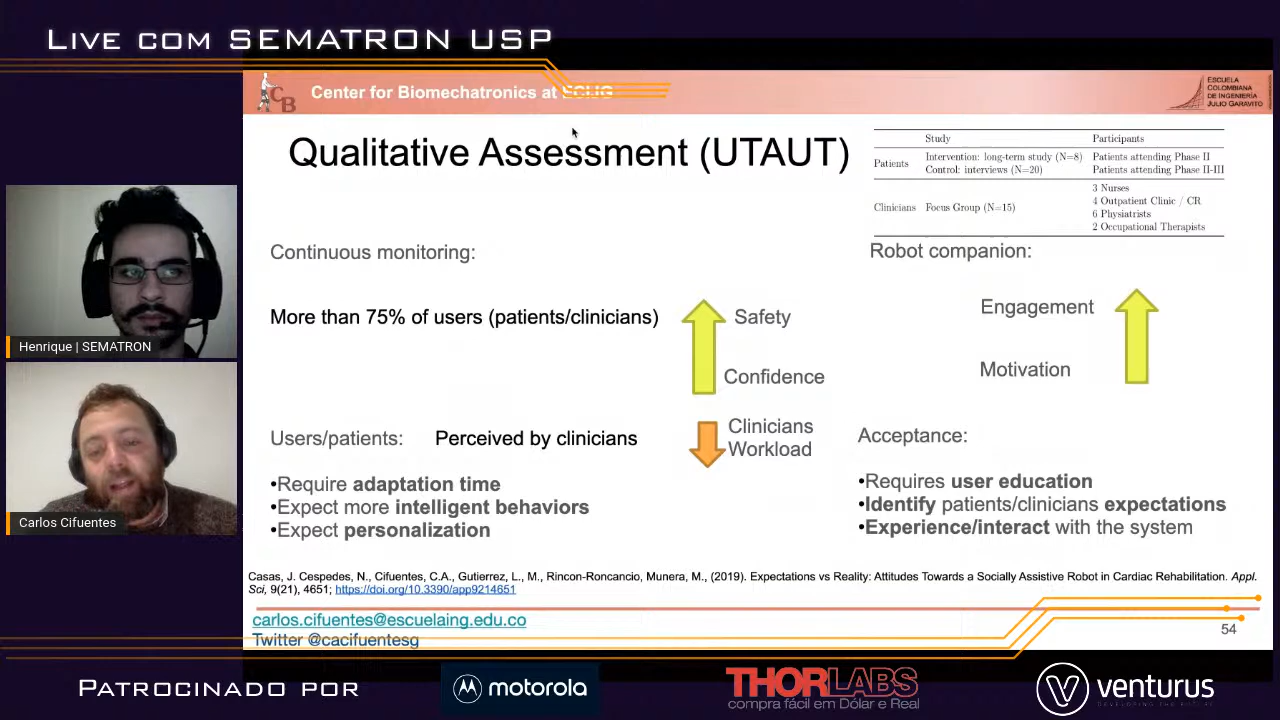 LIVE COM SEMATRON USP
CB
Center for Biomechatronics at ECIJG
ESCUELA
COLOMBIANA
DE INGENIERÍA
JULIO GARAVITO
Qualitative Assessment (UTAUT)
Study Participants
Patients Intervention: long-term study (N=8) Patients attending Phase II
Control: interviews (N=20) Patients attending Phase II-III
Clinicians Focus Group (N=15) 3 Nurses
4 Outpatient Clinic / CR
6 Physiatrists
2 Occupational Therapists
Continuous monitoring:
More than 75% of users (patients/clinicians)
Safety
Confidence
Clinicians
Workload
Robot companion:
Engagement
Motivation
Users/patients: Perceived by clinicians
•Require adaptation time
•Expect more intelligent behaviors
•Expect personalization
Acceptance:
•Requires user education
•Identify patients/clinicians expectations
•Experience/interact with the system
Casas, J. Cespedes, N., Cifuentes, C.A., Gutierrez, L., M., Rincon-Roncancio, Munera, M., (2019). Expectations vs Reality: Attitudes Towards a Socially Assistive Robot in Cardiac Rehabilitation. Appl.
Sci, 9(21), 4651; https://doi.org/10.3390/app9214651
carlos.cifuentes@escuelaing.edu.co
Twitter @cacifuentesg
54
Henrique | SEMATRON
Carlos Cifuentes
PATROCINADO POR
motorola
THORLABS
compra fácil em Dólar e Real
venturus